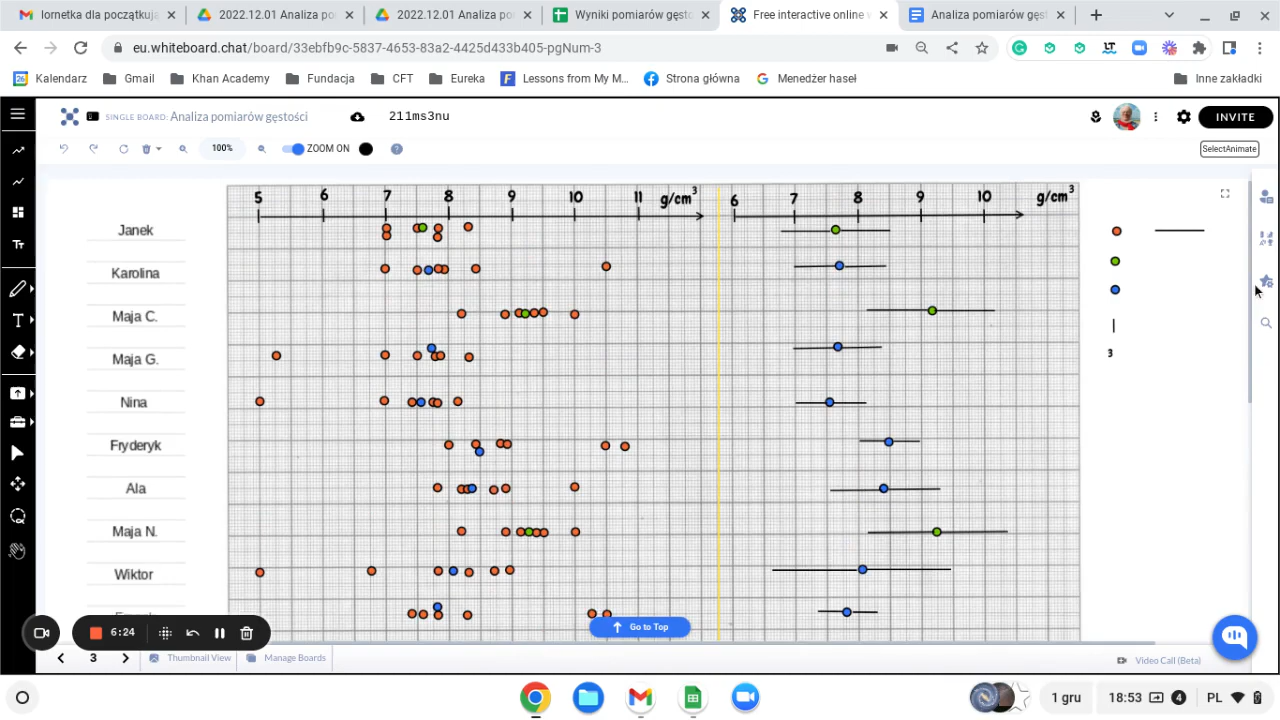 lornetka dla początkują
2022.12.01 Analiza po
2022.12.01 Analiza po
Wyniki pomiarów gęsto
Free interactive online w
Analiza pomiarów gęs
eu.whiteboard.chat/board/33e0fb9c-5837-4653-83d2-4425d433b405-pgNum-3
Kalendarz
Gmail
Khan Academy
Fundacja
CFT
Eureka
Lessons from My M...
Strona główna
Menedżer haseł
Inne zakładki
SINGLE BOARD: Analiza pomiarów gęstości
211ms3nu
INVITE
100%
ZOOM ON
SelectAnimate
5 6 7 8 9 10 11 g/cm³
6 7 8 9 10 g/cm³
Janek
Karolina
Maja C.
Maja G.
Nina
Fryderyk
Ala
Maja N.
Wiktor
3
Go to Top
6:24
3
Thumbnail View
Manage Boards
Video Call (Beta)
1 gru
18:53
4
PL